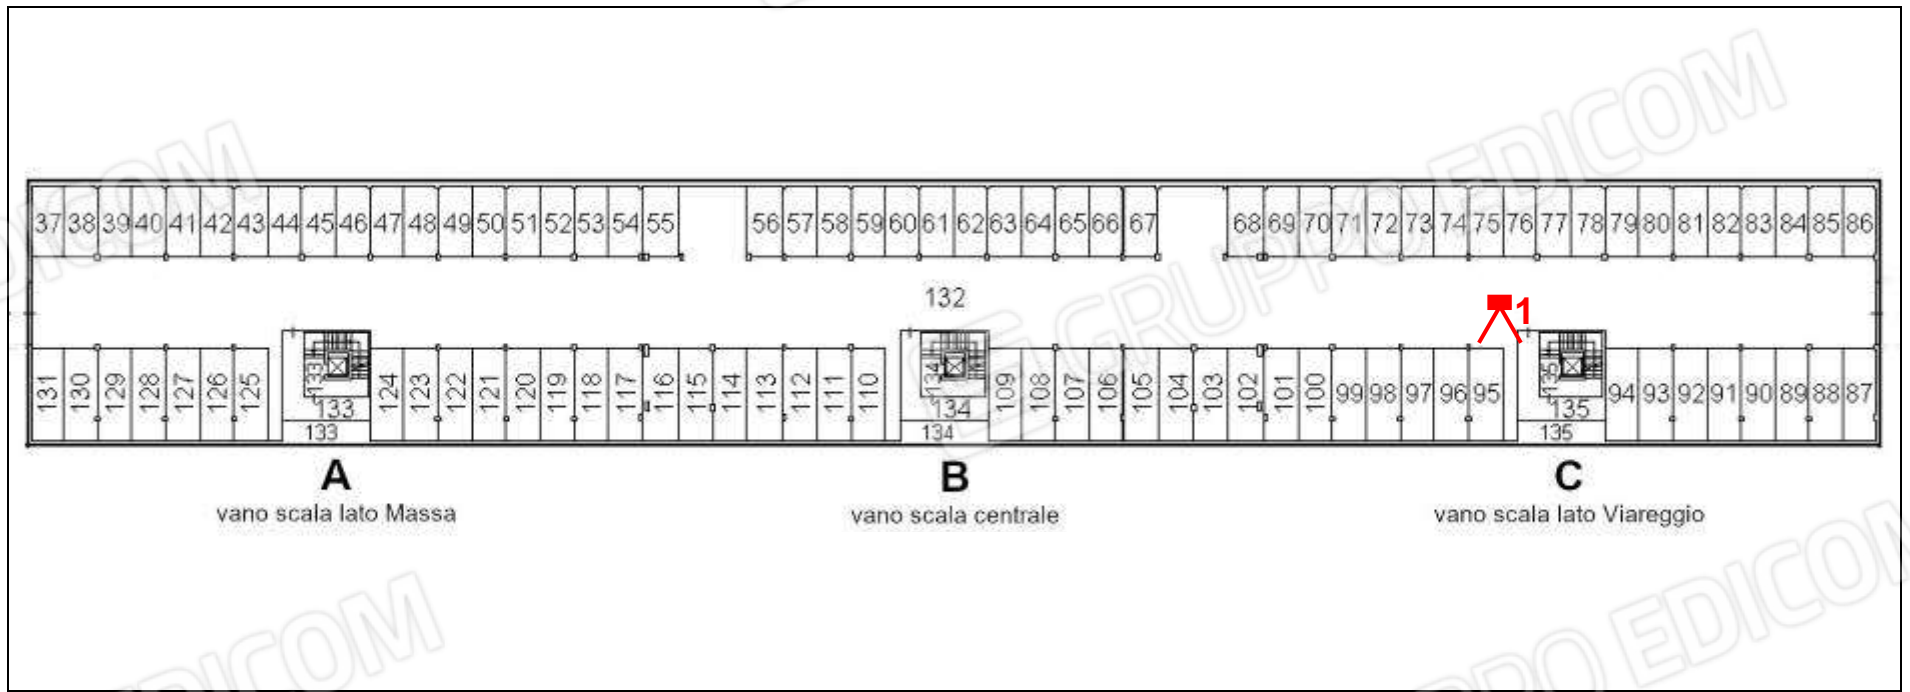 37 38 39 40 41 42 43 44 45 46 47 48 49 50 51 52 53 54 55 56 57 58 59 60 61 62 63 64 65 66 67 68 69 70 71 72 73 74 75 76 77 78 79 80 81 82 83 84 85 86
132
1
131 130 129 128 127 126 125 133 124 123 122 121 120 119 118 117 116 115 114 113 112 111 110 134 109 108 107 106 105 104 103 102 101 100 99 98 97 96 95 135 94 93 92 91 90 89 88 87
133 134 135
133 134 135
A B C
vano scala lato Massa vano scala centrale vano scala lato Viareggio
EDICOM
GRUPPO EDICOM
EDICOM
GRUPPO EDICOM